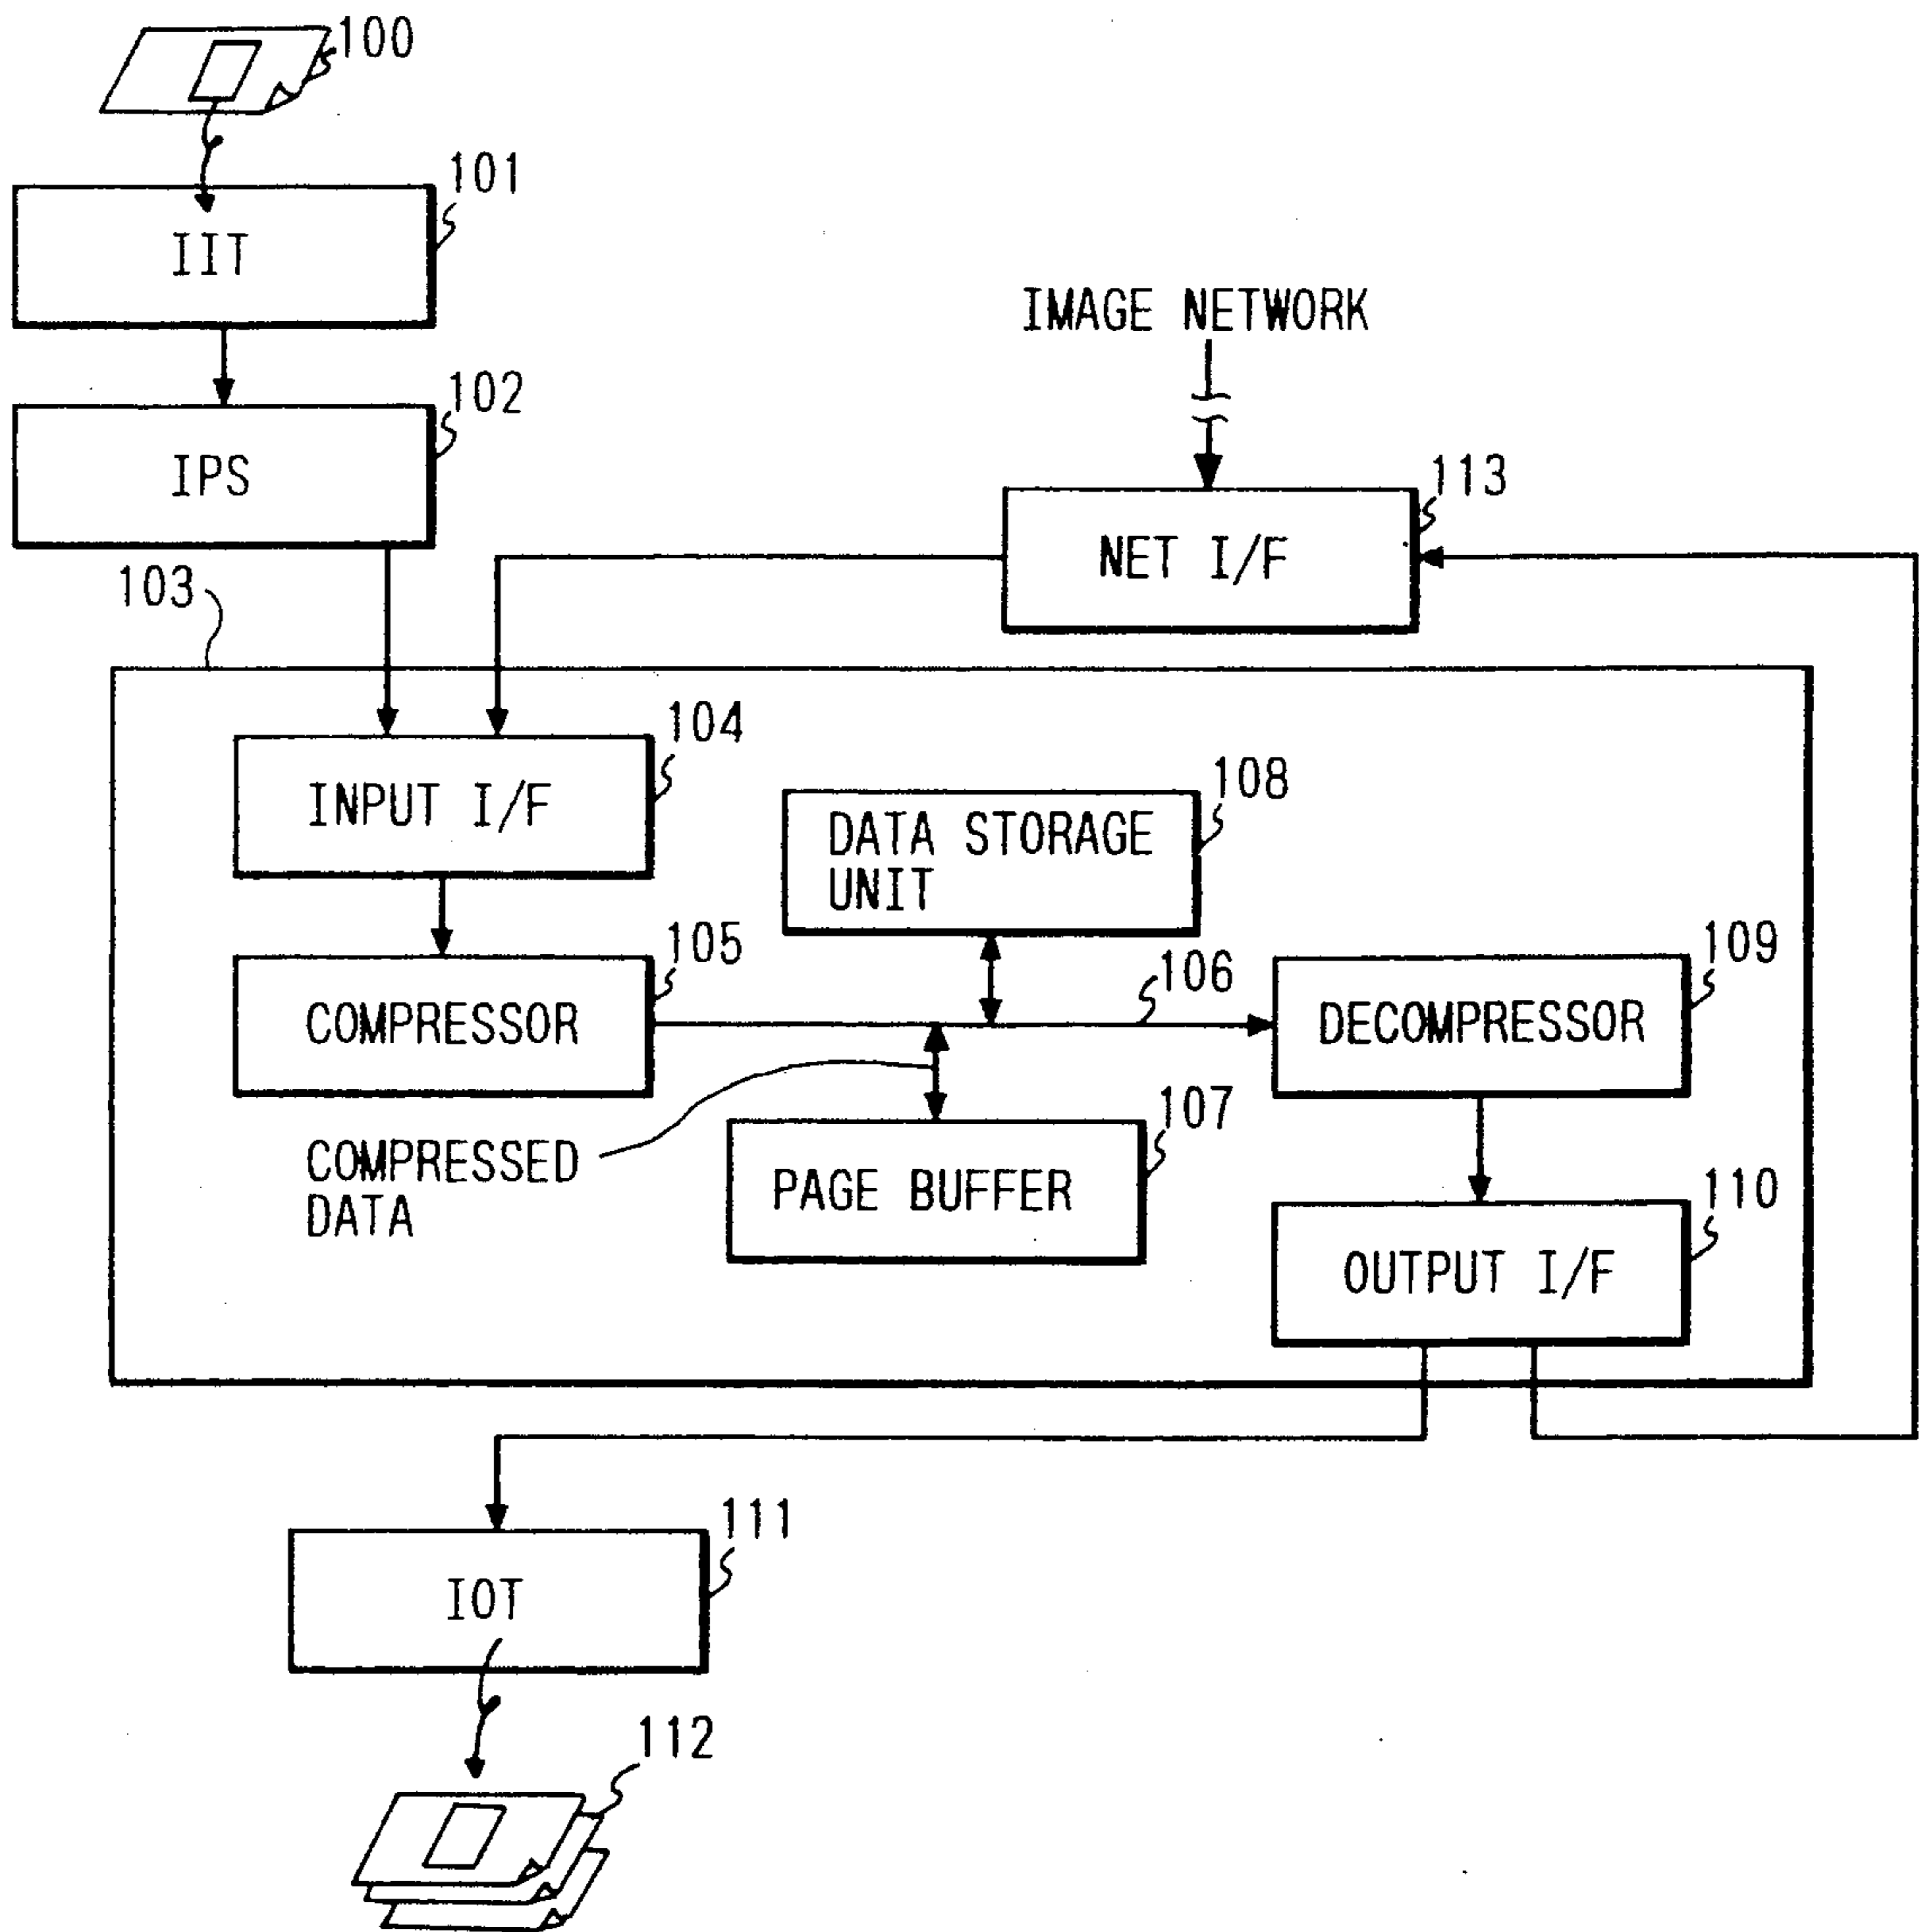 100
101
IIT
IMAGE NETWORK
102
IPS
113
NET I/F
103
104
INPUT I/F
108
DATA STORAGE
UNIT
105
COMPRESSOR
106
109
DECOMPRESSOR
COMPRESSED
DATA
107
PAGE BUFFER
110
OUTPUT I/F
111
IOT
112